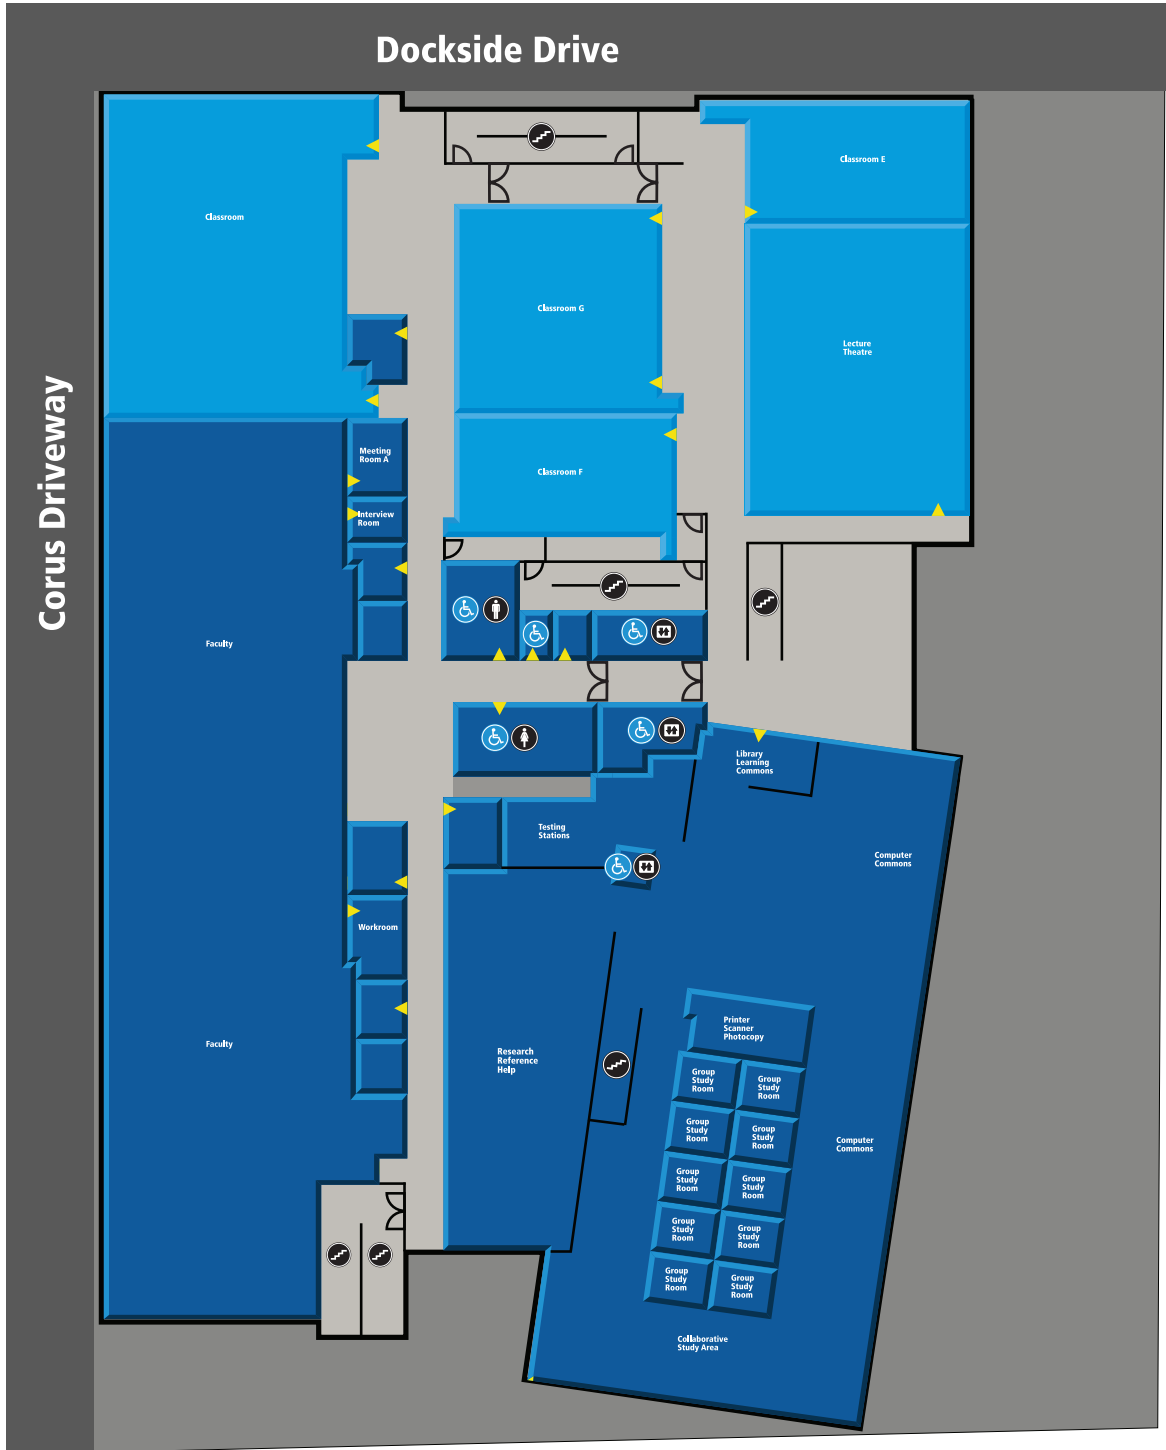 Dockside Drive
Corus Driveway
Classroom
Classroom E
Classroom G
Lecture
Theatre
Meeting
Room A
Classroom F
Interview
Room
Faculty
Library
Learning
Commons
Testing
Stations
Computer
Commons
Workroom
Faculty
Research
Reference
Help
Printer
Scanner
Photocopy
Group
Study
Room
Group
Study
Room
Group
Study
Room
Group
Study
Room
Computer
Commons
Group
Study
Room
Group
Study
Room
Group
Study
Room
Group
Study
Room
Group
Study
Room
Group
Study
Room
Collaborative
Study Area